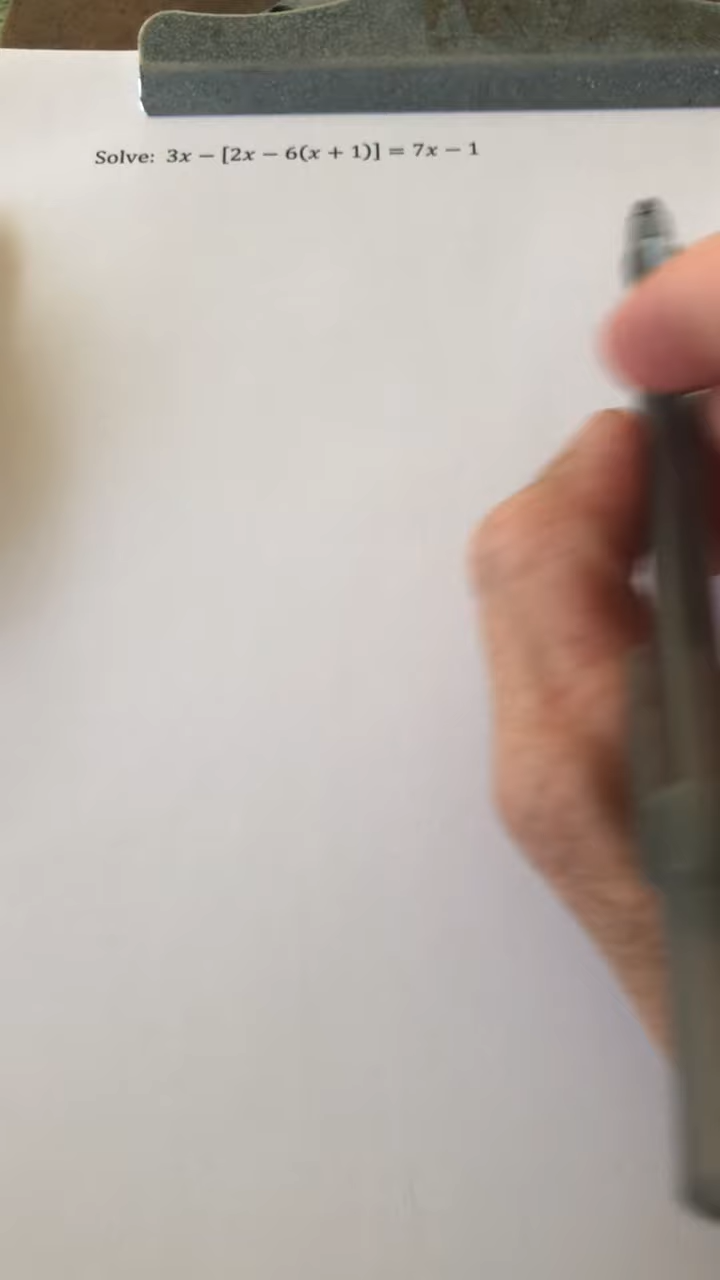 Solve: 3x − [2x − 6(x + 1)] = 7x − 1